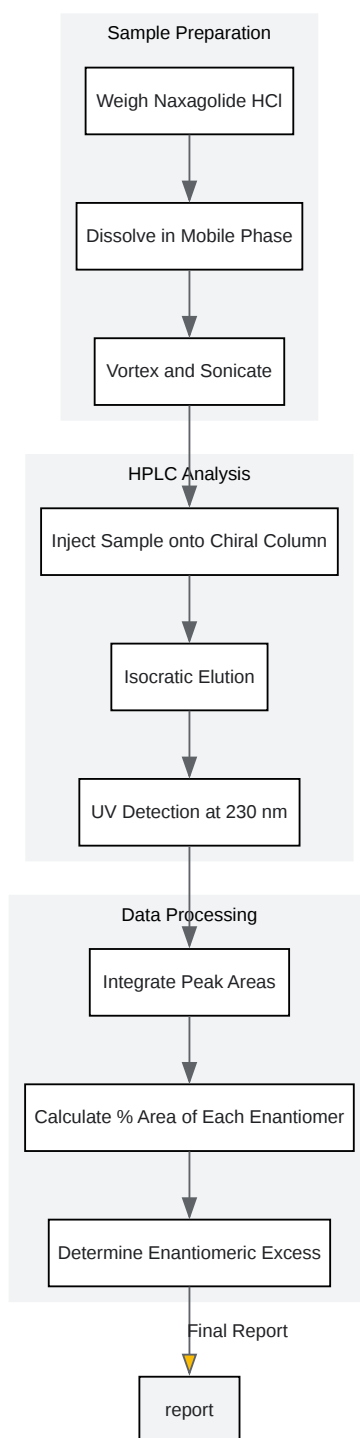 Sample Preparation
Weigh Naxagolide HCl
Dissolve in Mobile Phase
Vortex and Sonicate
HPLC Analysis
Inject Sample onto Chiral Column
Isocratic Elution
UV Detection at 230 nm
Data Processing
Integrate Peak Areas
Calculate % Area of Each Enantiomer
Determine Enantiomeric Excess
Final Report
report